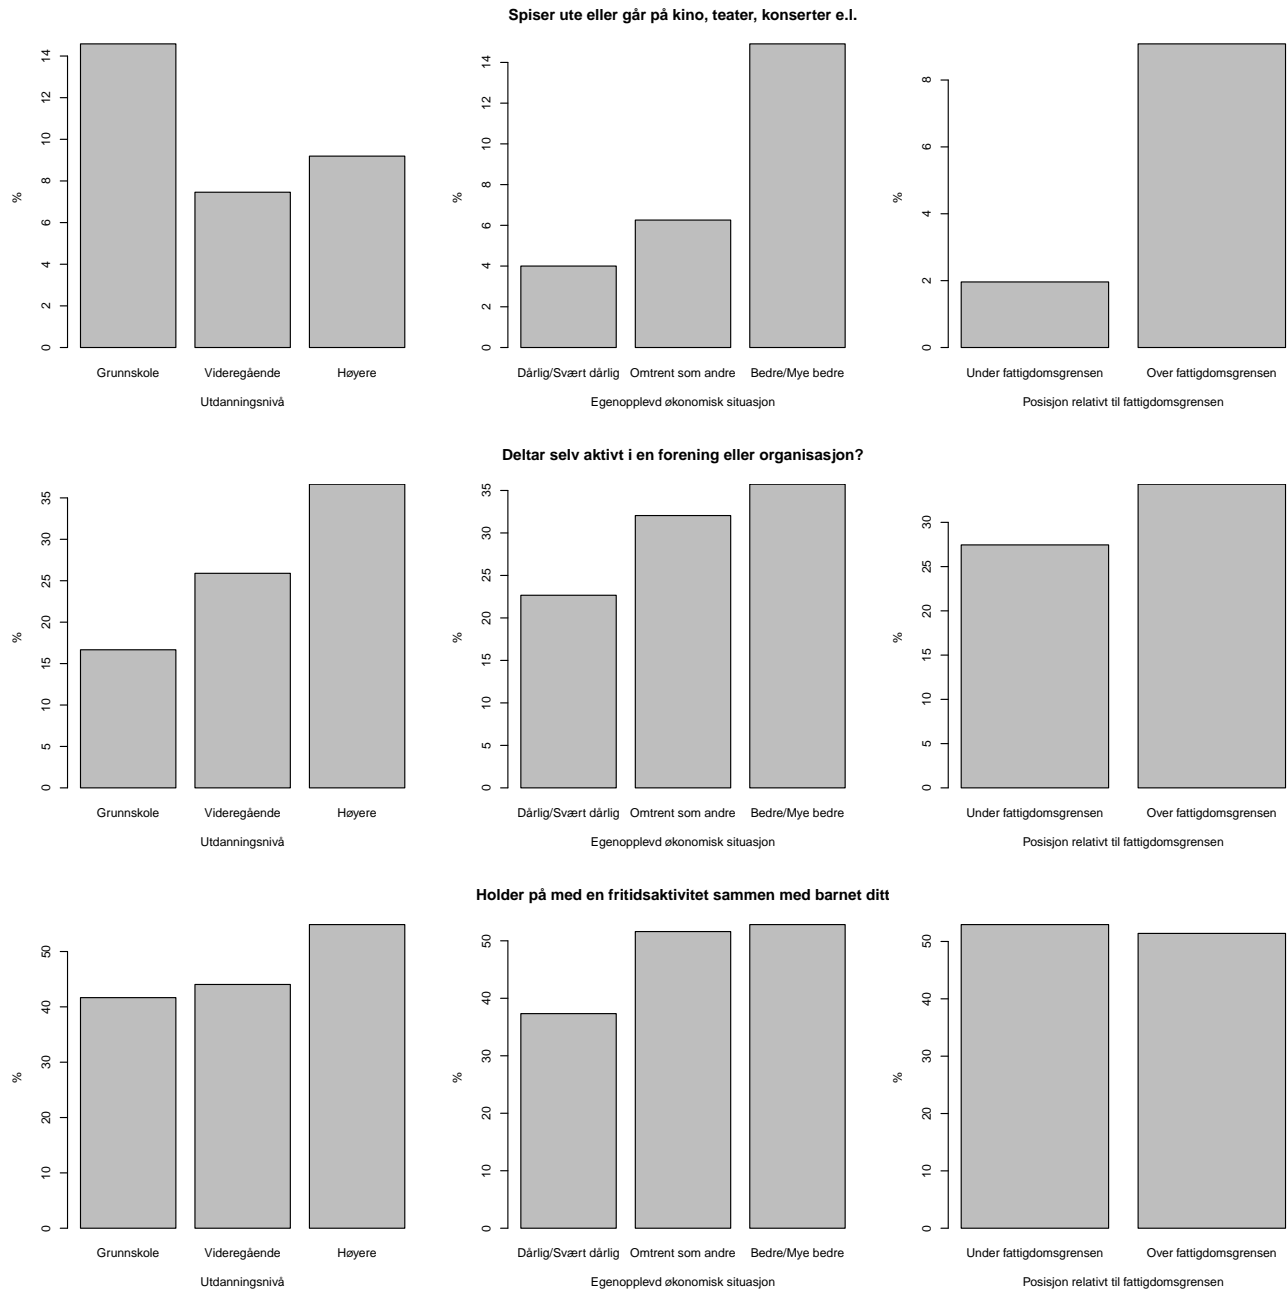 Spiser ute eller går på kino, teater, konserter e.l.
%
0 2 4 6 8 10 12 14
Grunnskole Videregående Høyere
Utdanningsnivå
%
0 2 4 6 8 10 12 14
Dårlig/Svært dårlig Omtrent som andre Bedre/Mye bedre
Egenopplevd økonomisk situasjon
%
0 2 4 6 8
Under fattigdomsgrensen Over fattigdomsgrensen
Posisjon relativt til fattigdomsgrensen
Deltar selv aktivt i en forening eller organisasjon?
%
0 5 10 15 20 25 30 35
Grunnskole Videregående Høyere
Utdanningsnivå
%
0 5 10 15 20 25 30 35
Dårlig/Svært dårlig Omtrent som andre Bedre/Mye bedre
Egenopplevd økonomisk situasjon
%
0 5 10 15 20 25 30
Under fattigdomsgrensen Over fattigdomsgrensen
Posisjon relativt til fattigdomsgrensen
Holder på med en fritidsaktivitet sammen med barnet ditt
%
0 10 20 30 40 50
Grunnskole Videregående Høyere
Utdanningsnivå
%
0 10 20 30 40 50
Dårlig/Svært dårlig Omtrent som andre Bedre/Mye bedre
Egenopplevd økonomisk situasjon
%
0 10 20 30 40 50
Under fattigdomsgrensen Over fattigdomsgrensen
Posisjon relativt til fattigdomsgrensen